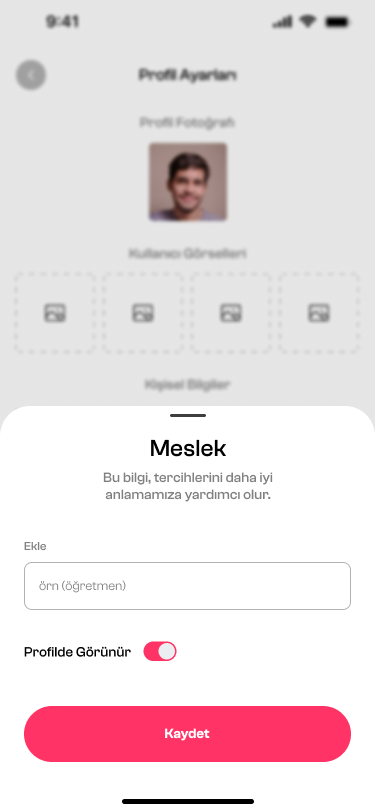 9:41
Profil Ayarları
Profil Fotoğrafı
Kullanıcı Görselleri
Kişisel Bilgiler
Meslek
Bu bilgi, tercihlerini daha iyi
anlamamıza yardımcı olur.
Ekle
örn (öğretmen)
Profilde Görünür
Kaydet